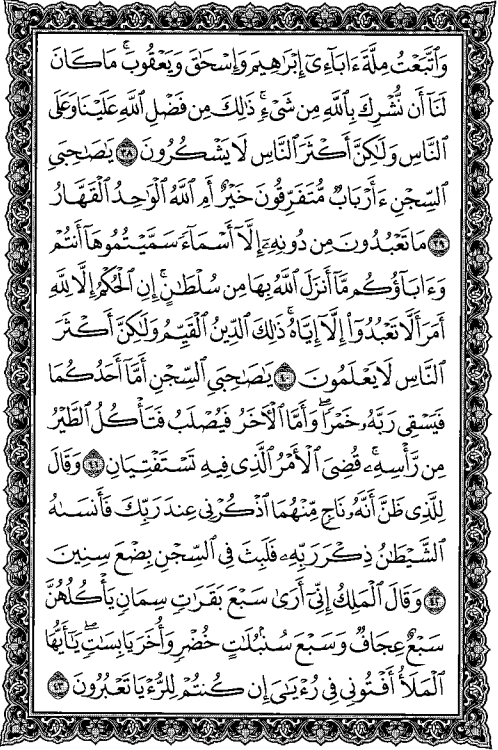 وَٱتَّبَعْتُ مِلَّةَ ءَابَآءِىٓ إِبْرَٰهِيمَ وَإِسْحَٰقَ وَيَعْقُوبَ ۚ مَا كَانَ
لَنَآ أَن نُّشْرِكَ بِٱللَّهِ مِن شَىْءٍ ۚ ذَٰلِكَ مِن فَضْلِ ٱللَّهِ عَلَيْنَا وَعَلَى
ٱلنَّاسِ وَلَٰكِنَّ أَكْثَرَ ٱلنَّاسِ لَا يَشْكُرُونَ ٣٨ يَٰصَٰحِبَىِ
ٱلسِّجْنِ ءَأَرْبَابٌ مُّتَفَرِّقُونَ خَيْرٌ أَمِ ٱللَّهُ ٱلْوَٰحِدُ ٱلْقَهَّارُ
٣٩ مَا تَعْبُدُونَ مِن دُونِهِۦٓ إِلَّآ أَسْمَآءً سَمَّيْتُمُوهَآ أَنتُمْ
وَءَابَآؤُكُم مَّآ أَنزَلَ ٱللَّهُ بِهَا مِن سُلْطَٰنٍ ۚ إِنِ ٱلْحُكْمُ إِلَّا لِلَّهِ
أَمَرَ أَلَّا تَعْبُدُوٓا۟ إِلَّآ إِيَّاهُ ۚ ذَٰلِكَ ٱلدِّينُ ٱلْقَيِّمُ وَلَٰكِنَّ أَكْثَرَ
ٱلنَّاسِ لَا يَعْلَمُونَ ٤٠ يَٰصَٰحِبَىِ ٱلسِّجْنِ أَمَّآ أَحَدُكُمَا
فَيَسْقِى رَبَّهُۥ خَمْرًا ۖ وَأَمَّا ٱلْءَاخَرُ فَيُصْلَبُ فَتَأْكُلُ ٱلطَّيْرُ
مِن رَّأْسِهِۦ ۚ قُضِىَ ٱلْأَمْرُ ٱلَّذِى فِيهِ تَسْتَفْتِيَانِ ٤١ وَقَالَ
لِلَّذِى ظَنَّ أَنَّهُۥ نَاجٍ مِّنْهُمَا ٱذْكُرْنِى عِندَ رَبِّكَ فَأَنسَىٰهُ
ٱلشَّيْطَٰنُ ذِكْرَ رَبِّهِۦ فَلَبِثَ فِى ٱلسِّجْنِ بِضْعَ سِنِينَ
٤٢ وَقَالَ ٱلْمَلِكُ إِنِّىٓ أَرَىٰ سَبْعَ بَقَرَٰتٍ سِمَانٍ يَأْكُلُهُنَّ
سَبْعٌ عِجَافٌ وَسَبْعَ سُنۢبُلَٰتٍ خُضْرٍ وَأُخَرَ يَابِسَٰتٍ ۖ يَٰٓأَيُّهَا
ٱلْمَلَأُ أَفْتُونِى فِى رُءْيَٰىَ إِن كُنتُمْ لِلرُّءْيَا تَعْبُرُونَ ٤٣